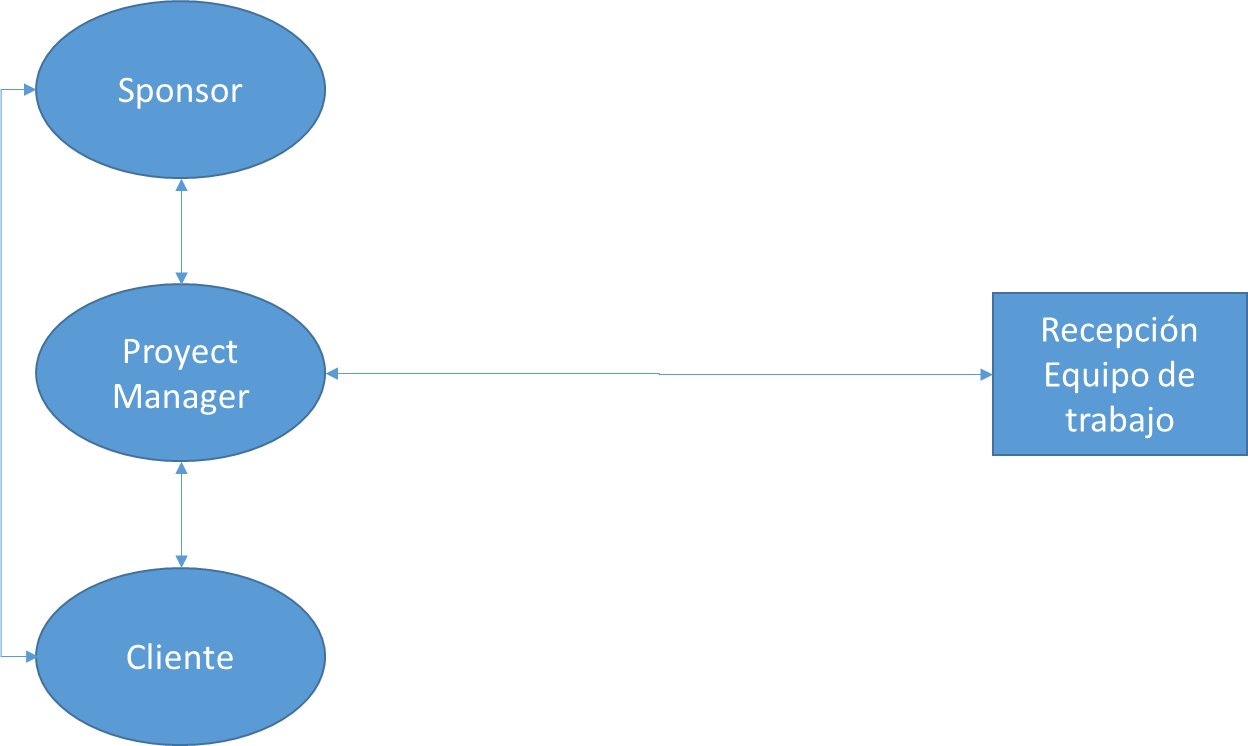 Sponsor
Proyect
Manager
Recepción
Equipo de
trabajo
Cliente